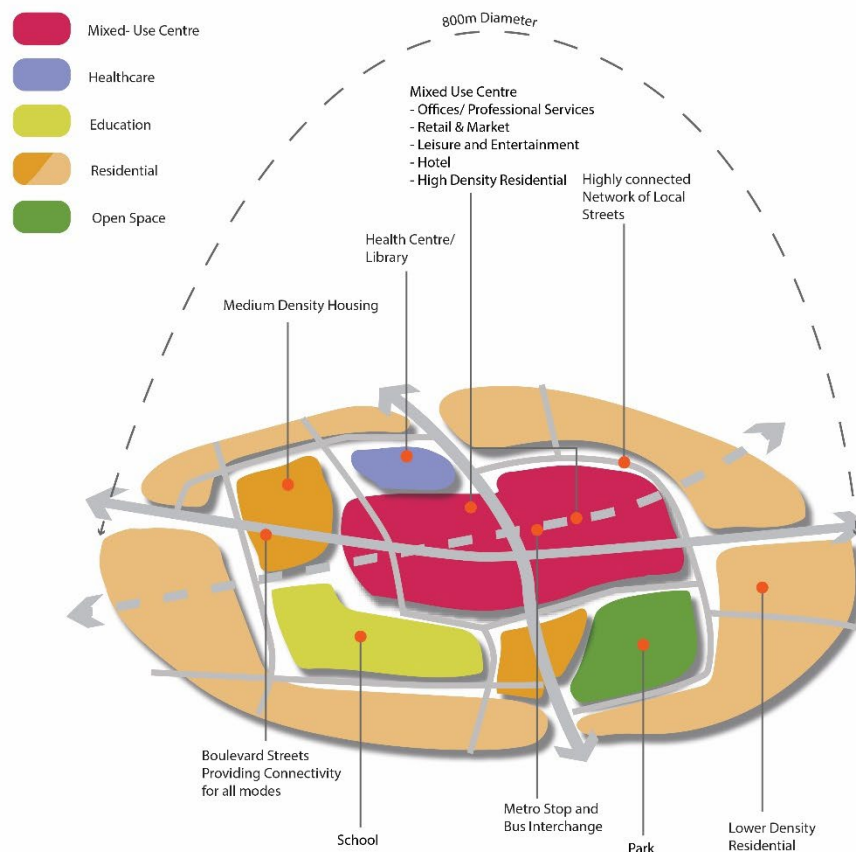 800m Diameter
Mixed- Use Centre
Healthcare
Education
Residential
Open Space
Mixed Use Centre
- Offices/ Professional Services
- Retail & Market
- Leisure and Entertainment
- Hotel
- High Density Residential
Highly connected
Network of Local
Streets
Health Centre/
Library
Medium Density Housing
Boulevard Streets
Providing Connectivity
for all modes
School
Metro Stop and
Bus Interchange
Park
Lower Density
Residential